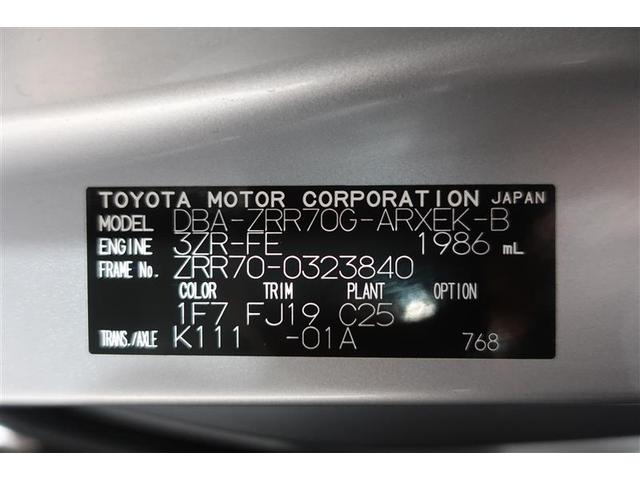 TOYOTA MOTOR CORPORATION JAPAN
MODEL DBA-ZRR70G-ARXEK-B
ENGINE 3ZR-FE 1986 mL
FRAME No. ZRR70-0323840
COLOR TRIM PLANT OPTION
1F7 FJ19 C25
TRANS./AXLE K111 -01A 768